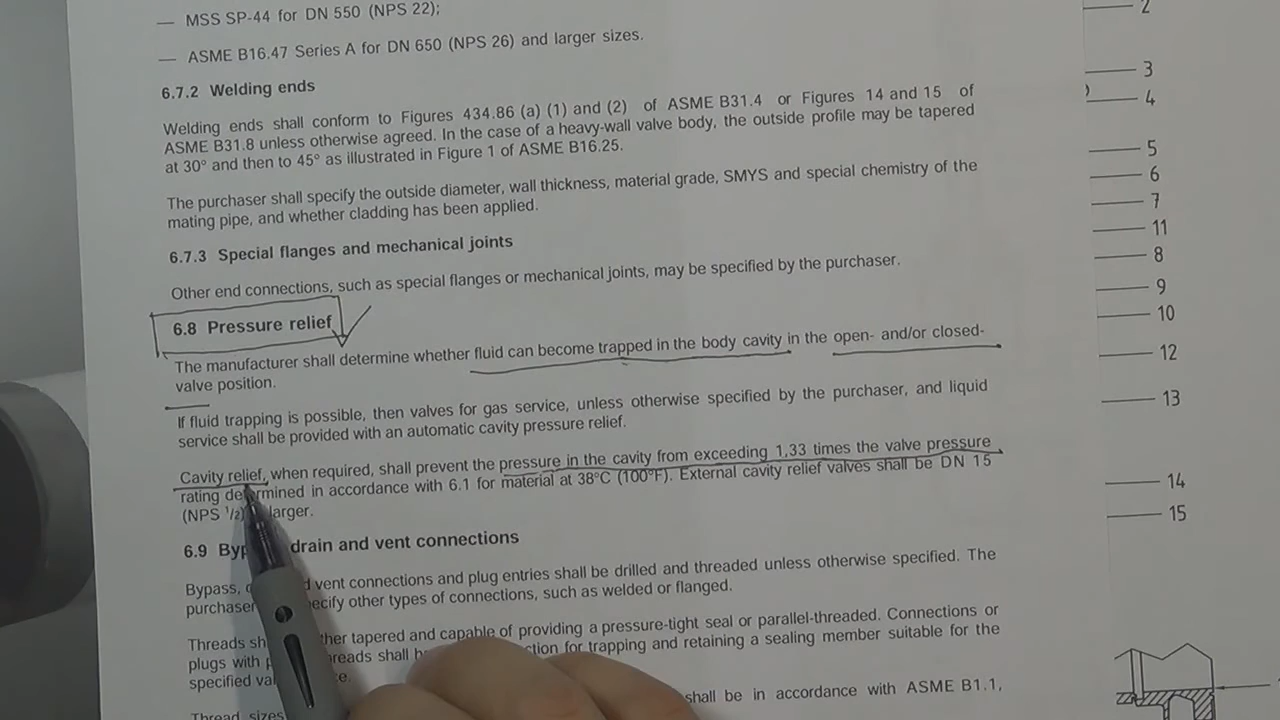 — MSS SP-44 for DN 550 (NPS 22);
— ASME B16.47 Series A for DN 650 (NPS 26) and larger sizes.
6.7.2 Welding ends
Welding ends shall conform to Figures 434.86 (a) (1) and (2) of ASME B31.4 or Figures 14 and 15 of
ASME B31.8 unless otherwise agreed. In the case of a heavy-wall valve body, the outside profile may be tapered
at 30° and then to 45° as illustrated in Figure 1 of ASME B16.25.
The purchaser shall specify the outside diameter, wall thickness, material grade, SMYS and special chemistry of the
mating pipe, and whether cladding has been applied.
6.7.3 Special flanges and mechanical joints
Other end connections, such as special flanges or mechanical joints, may be specified by the purchaser.
6.8 Pressure relief
The manufacturer shall determine whether fluid can become trapped in the body cavity in the open- and/or closed-
valve position.
If fluid trapping is possible, then valves for gas service, unless otherwise specified by the purchaser, and liquid
service shall be provided with an automatic cavity pressure relief.
Cavity relief, when required, shall prevent the pressure in the cavity from exceeding 1,33 times the valve pressure
rating determined in accordance with 6.1 for material at 38°C (100°F). External cavity relief valves shall be DN 15
(NPS 1/2) larger.
6.9 drain and vent connections
Bypass, vent connections and plug entries shall be drilled and threaded unless otherwise specified. The
purchaser other types of connections, such as welded or flanged.
Threads tapered and capable of providing a pressure-tight seal or parallel-threaded. Connections or
plugs with shall for trapping and retaining a sealing member suitable for the
specified
shall be in accordance with ASME B1.1,
Thread sizes
2
3
4
5
6
7
11
8
9
10
12
13
14
15